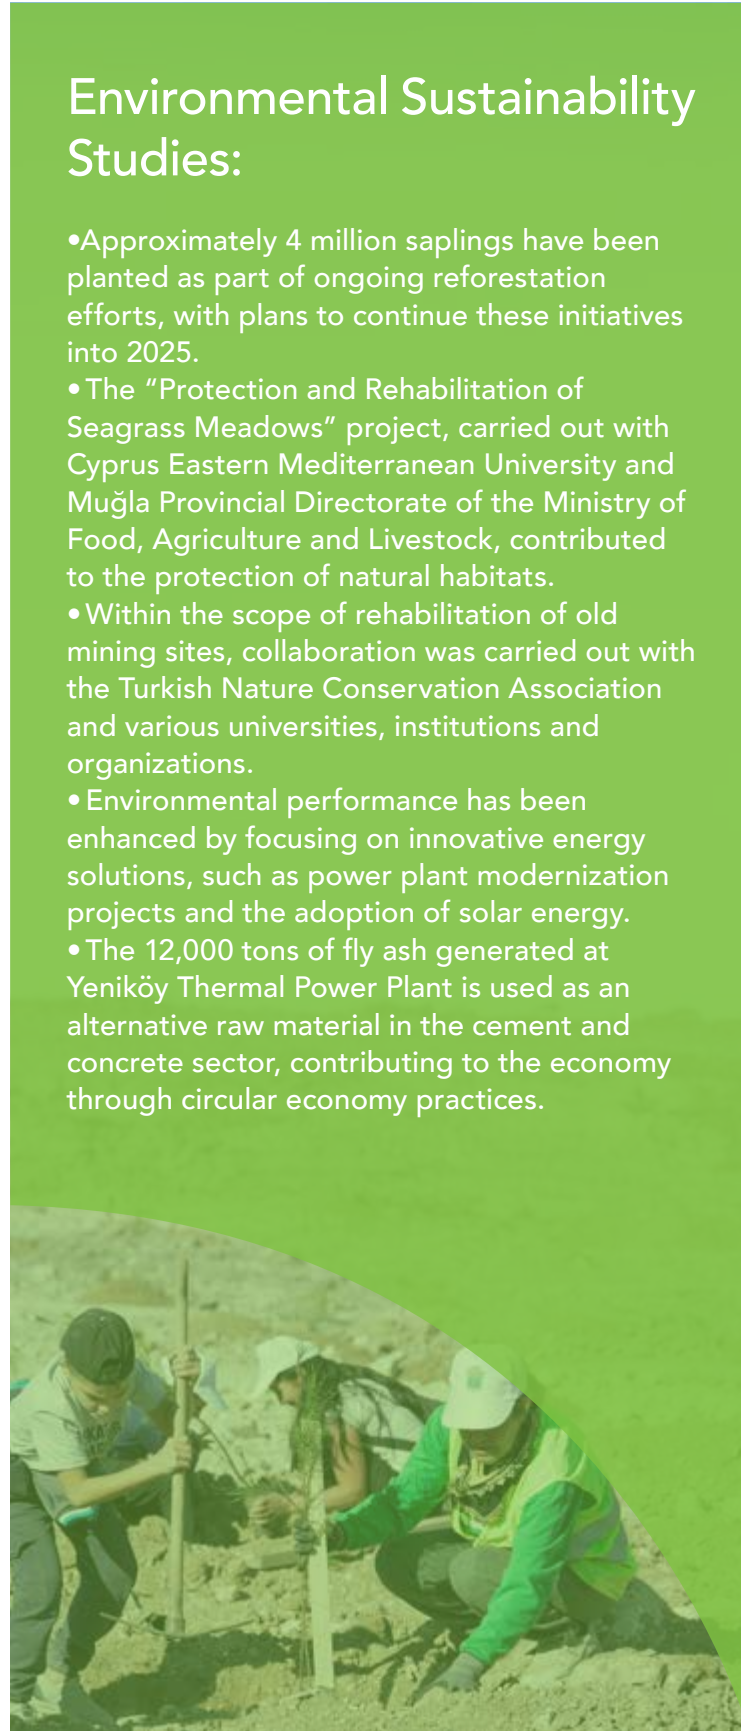 Environmental Sustainability
Studies:
•Approximately 4 million saplings have been
planted as part of ongoing reforestation
efforts, with plans to continue these initiatives
into 2025.
• The “Protection and Rehabilitation of
Seagrass Meadows” project, carried out with
Cyprus Eastern Mediterranean University and
Muğla Provincial Directorate of the Ministry of
Food, Agriculture and Livestock, contributed
to the protection of natural habitats.
• Within the scope of rehabilitation of old
mining sites, collaboration was carried out with
the Turkish Nature Conservation Association
and various universities, institutions and
organizations.
• Environmental performance has been
enhanced by focusing on innovative energy
solutions, such as power plant modernization
projects and the adoption of solar energy.
• The 12,000 tons of fly ash generated at
Yeniköy Thermal Power Plant is used as an
alternative raw material in the cement and
concrete sector, contributing to the economy
through circular economy practices.